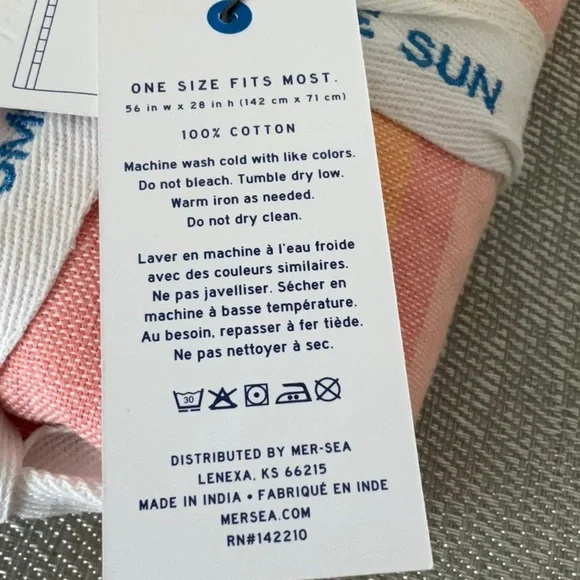 E SUN
ONE SIZE FITS MOST.
56 in w x 28 in h (142 cm x 71 cm)
100% COTTON
Machine wash cold with like colors.
Do not bleach. Tumble dry low.
Warm iron as needed.
Do not dry clean.
Laver en machine à l'eau froide
avec des couleurs similaires.
Ne pas javelliser. Sécher en
machine à basse température.
Au besoin, repasser à fer tiède.
Ne pas nettoyer à sec.
30
DISTRIBUTED BY MER-SEA
LENEXA, KS 66215
MADE IN INDIA • FABRIQUÉ EN INDE
MERSEA.COM
RN#142210